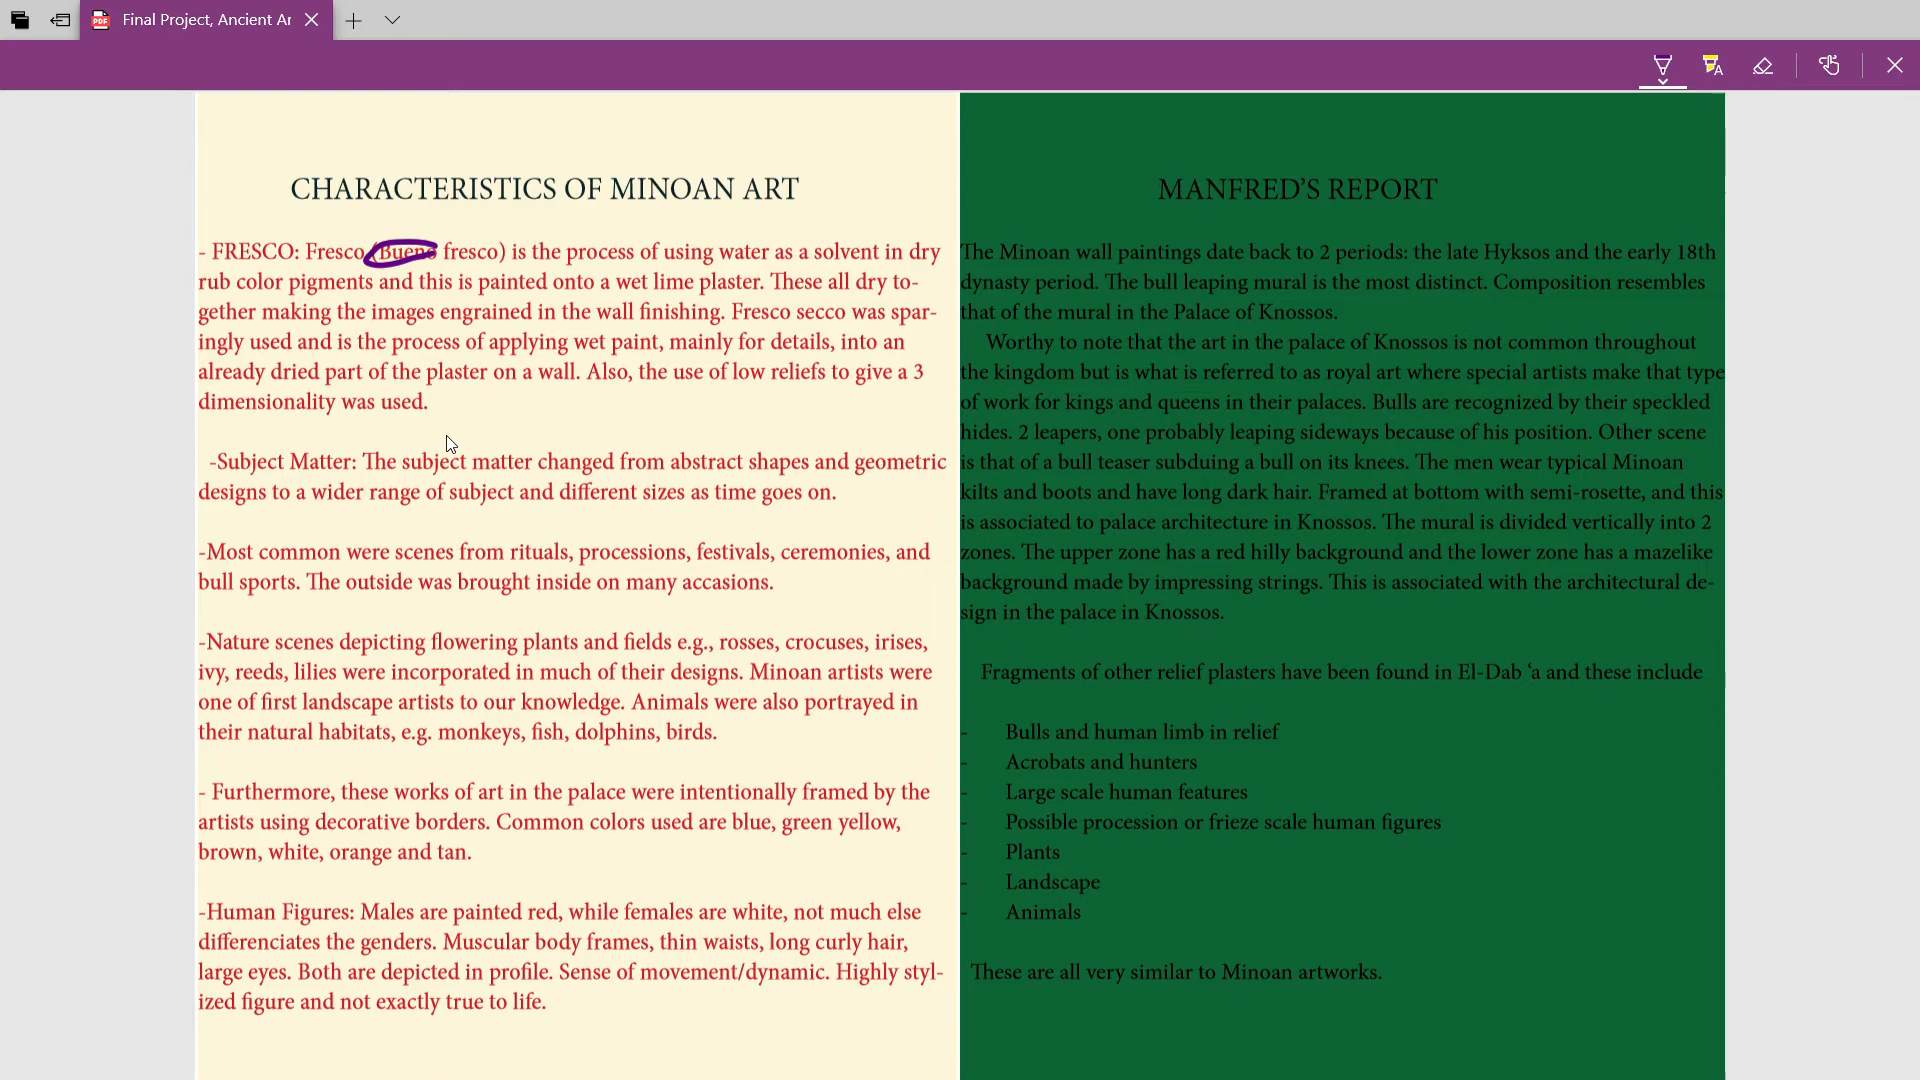 Final Project, Ancient Ar
CHARACTERISTICS OF MINOAN ART
- FRESCO: Fresco (Bueno fresco) is the process of using water as a solvent in dry
rub color pigments and this is painted onto a wet lime plaster. These all dry to-
gether making the images engrained in the wall finishing. Fresco secco was spar-
ingly used and is the process of applying wet paint, mainly for details, into an
already dried part of the plaster on a wall. Also, the use of low reliefs to give a 3
dimensionality was used.
-Subject Matter: The subject matter changed from abstract shapes and geometric
designs to a wider range of subject and different sizes as time goes on.
-Most common were scenes from rituals, processions, festivals, ceremonies, and
bull sports. The outside was brought inside on many accasions.
-Nature scenes depicting flowering plants and fields e.g., rosses, crocuses, irises,
ivy, reeds, lilies were incorporated in much of their designs. Minoan artists were
one of first landscape artists to our knowledge. Animals were also portrayed in
their natural habitats, e.g. monkeys, fish, dolphins, birds.
- Furthermore, these works of art in the palace were intentionally framed by the
artists using decorative borders. Common colors used are blue, green yellow,
brown, white, orange and tan.
-Human Figures: Males are painted red, while females are white, not much else
differenciates the genders. Muscular body frames, thin waists, long curly hair,
large eyes. Both are depicted in profile. Sense of movement/dynamic. Highly styl-
ized figure and not exactly true to life.
MANFRED'S REPORT
The Minoan wall paintings date back to 2 periods: the late Hyksos and the early 18th
dynasty period. The bull leaping mural is the most distinct. Composition resembles
that of the mural in the Palace of Knossos.
Worthy to note that the art in the palace of Knossos is not common throughout
the kingdom but is what is referred to as royal art where special artists make that type
of work for kings and queens in their palaces. Bulls are recognized by their speckled
hides. 2 leapers, one probably leaping sideways because of his position. Other scene
is that of a bull teaser subduing a bull on its knees. The men wear typical Minoan
kilts and boots and have long dark hair. Framed at bottom with semi-rosette, and this
is associated to palace architecture in Knossos. The mural is divided vertically into 2
zones. The upper zone has a red hilly background and the lower zone has a mazelike
background made by impressing strings. This is associated with the architectural de-
sign in the palace in Knossos.
Fragments of other relief plasters have been found in El-Dab ‘a and these include
- Bulls and human limb in relief
- Acrobats and hunters
- Large scale human features
- Possible procession or frieze scale human figures
- Plants
- Landscape
- Animals
These are all very similar to Minoan artworks.